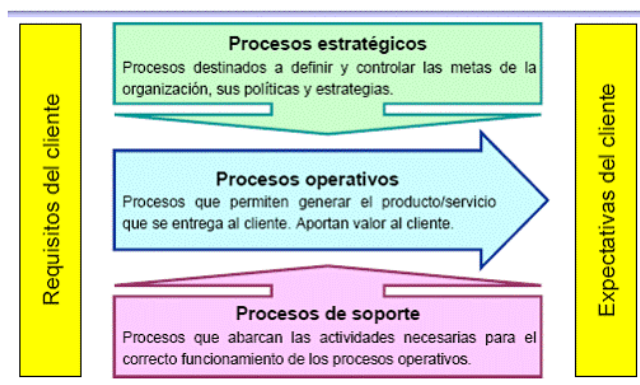 Requisitos del cliente
Procesos estratégicos
Procesos destinados a definir y controlar las metas de la
organización, sus políticas y estrategias.
Procesos operativos
Procesos que permiten generar el producto/servicio
que se entrega al cliente. Aportan valor al cliente.
Procesos de soporte
Procesos que abarcan las actividades necesarias para el
correcto funcionamiento de los procesos operativos.
Expectativas del cliente